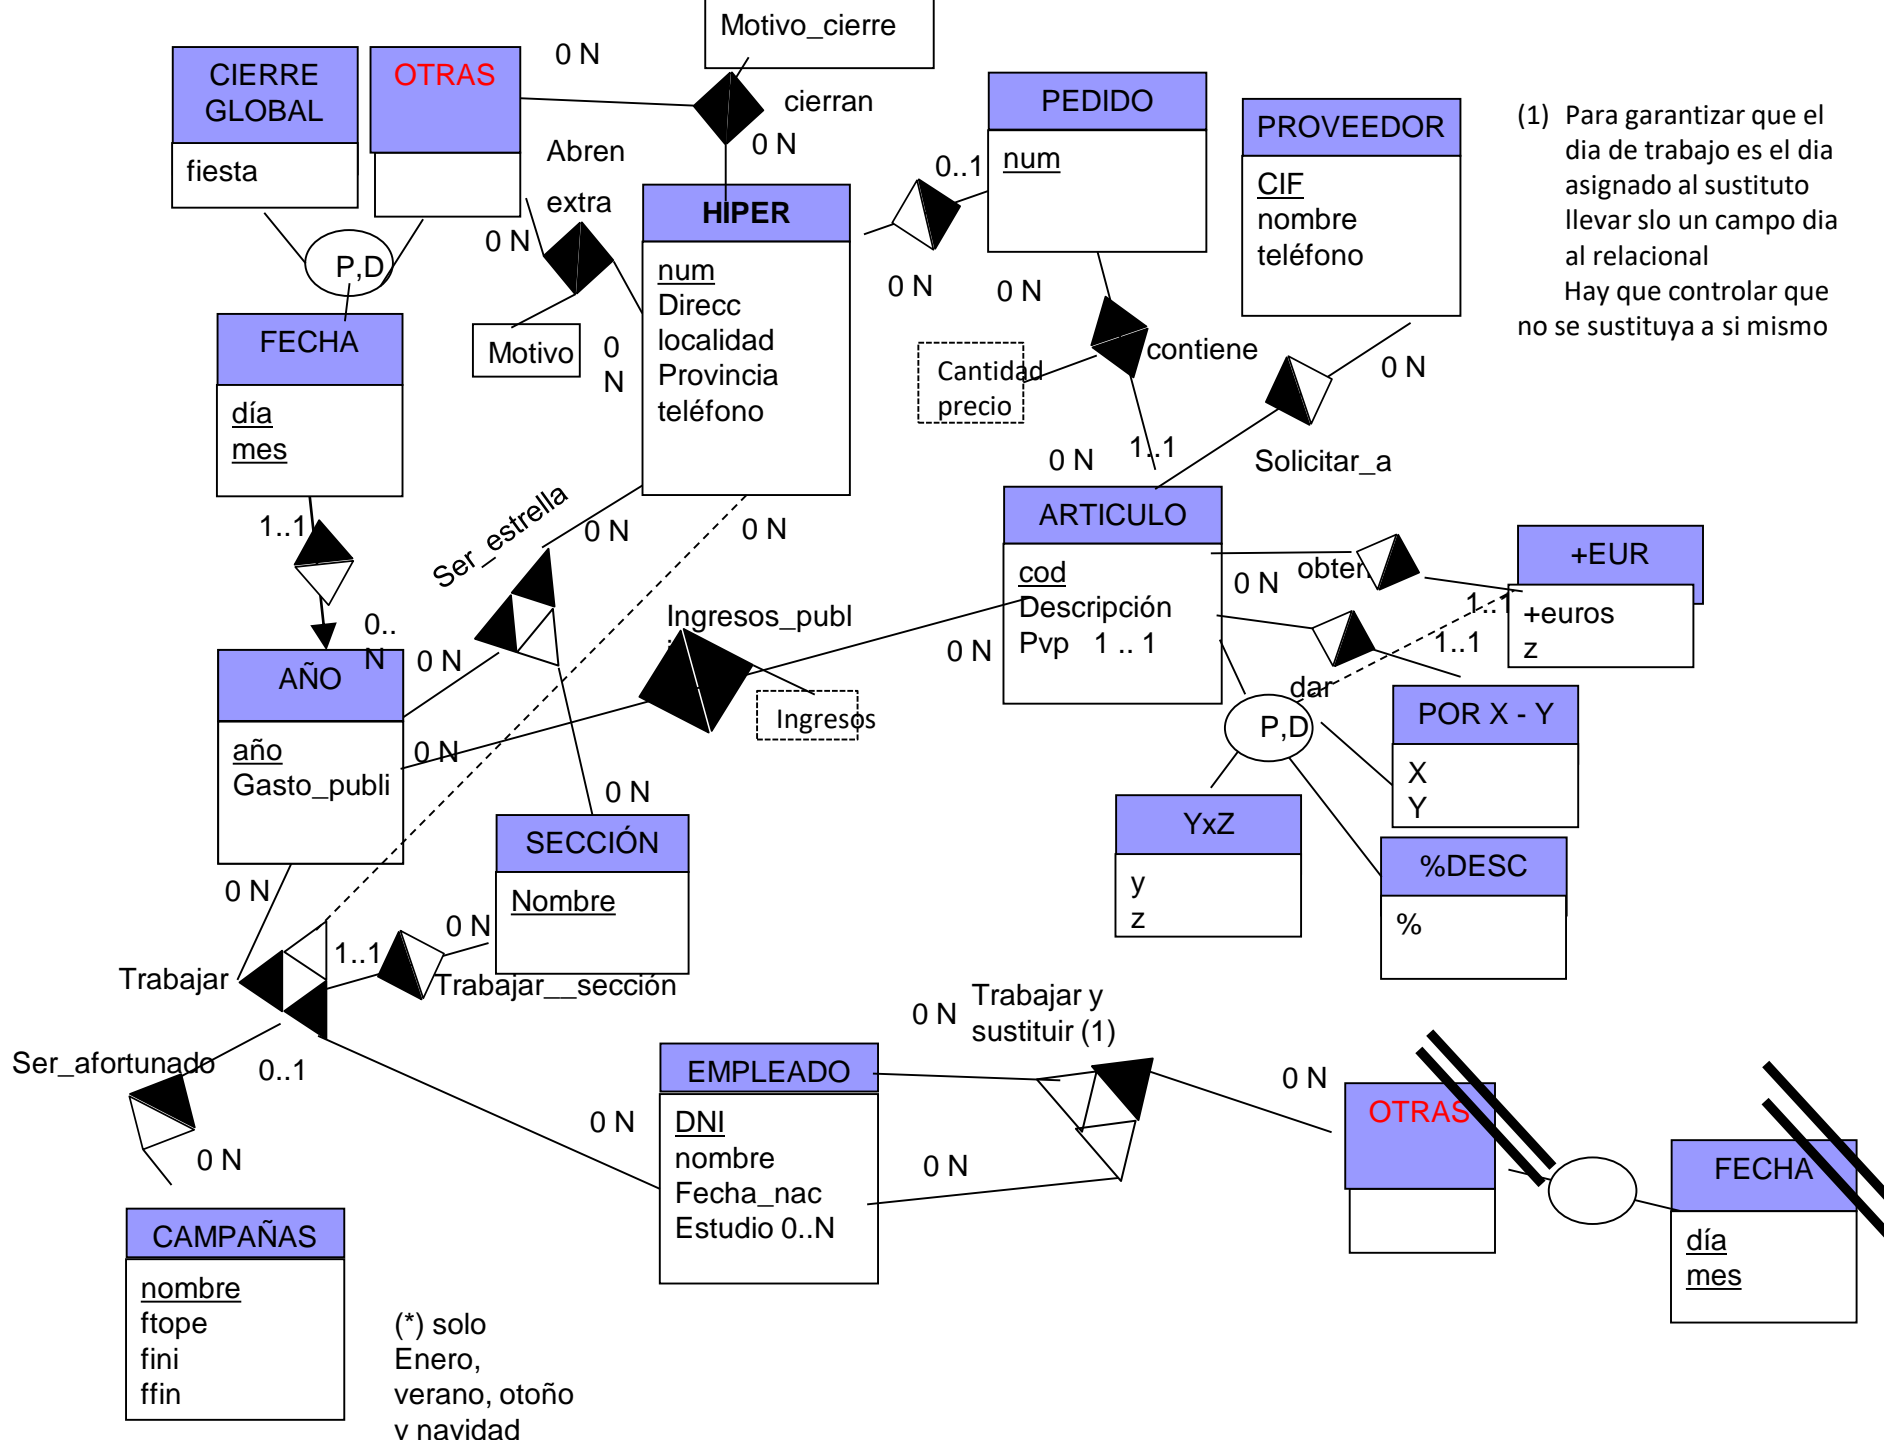 Motivo_cierre
CIERRE
GLOBAL
fiesta
OTRAS
0 N
cierran
0 N
Abren
extra
0 N
Motivo
0
N
P,D
FECHA
día
mes
HIPER
num
Direcc
localidad
Provincia
teléfono
PEDIDO
num
0..1
0 N
0 N
PROVEEDOR
CIF
nombre
teléfono
(1) Para garantizar que el
dia de trabajo es el dia
asignado al sustituto
llevar slo un campo dia
al relacional
Hay que controlar que
no se sustituya a si mismo
Cantidad
precio
contiene
0 N
1..1
0 N
Solicitar_a
1..1
0..
N
Ser_estrella
0 N
0 N
0 N
AÑO
año
Gasto_publi
0 N
0 N
Ingresos_publ
Ingresos
0 N
0 N
ARTICULO
cod
Descripción
Pvp 1 .. 1
0 N
1..1
+EUR
+euros
z
1..1
dar
P,D
POR X - Y
X
Y
YxZ
y
z
%DESC
%
SECCIÓN
Nombre
0 N
1..1
Trabajar__sección
Trabajar
Ser_afortunado
0..1
0 N
CAMPAÑAS
nombre
ftope
fini
ffin
(*) solo
Enero,
verano, otoño
y navidad
0 N
EMPLEADO
DNI
nombre
Fecha_nac
Estudio 0..N
0 N
Trabajar y
sustituir (1)
0 N
0 N
OTRAS
FECHA
día
mes